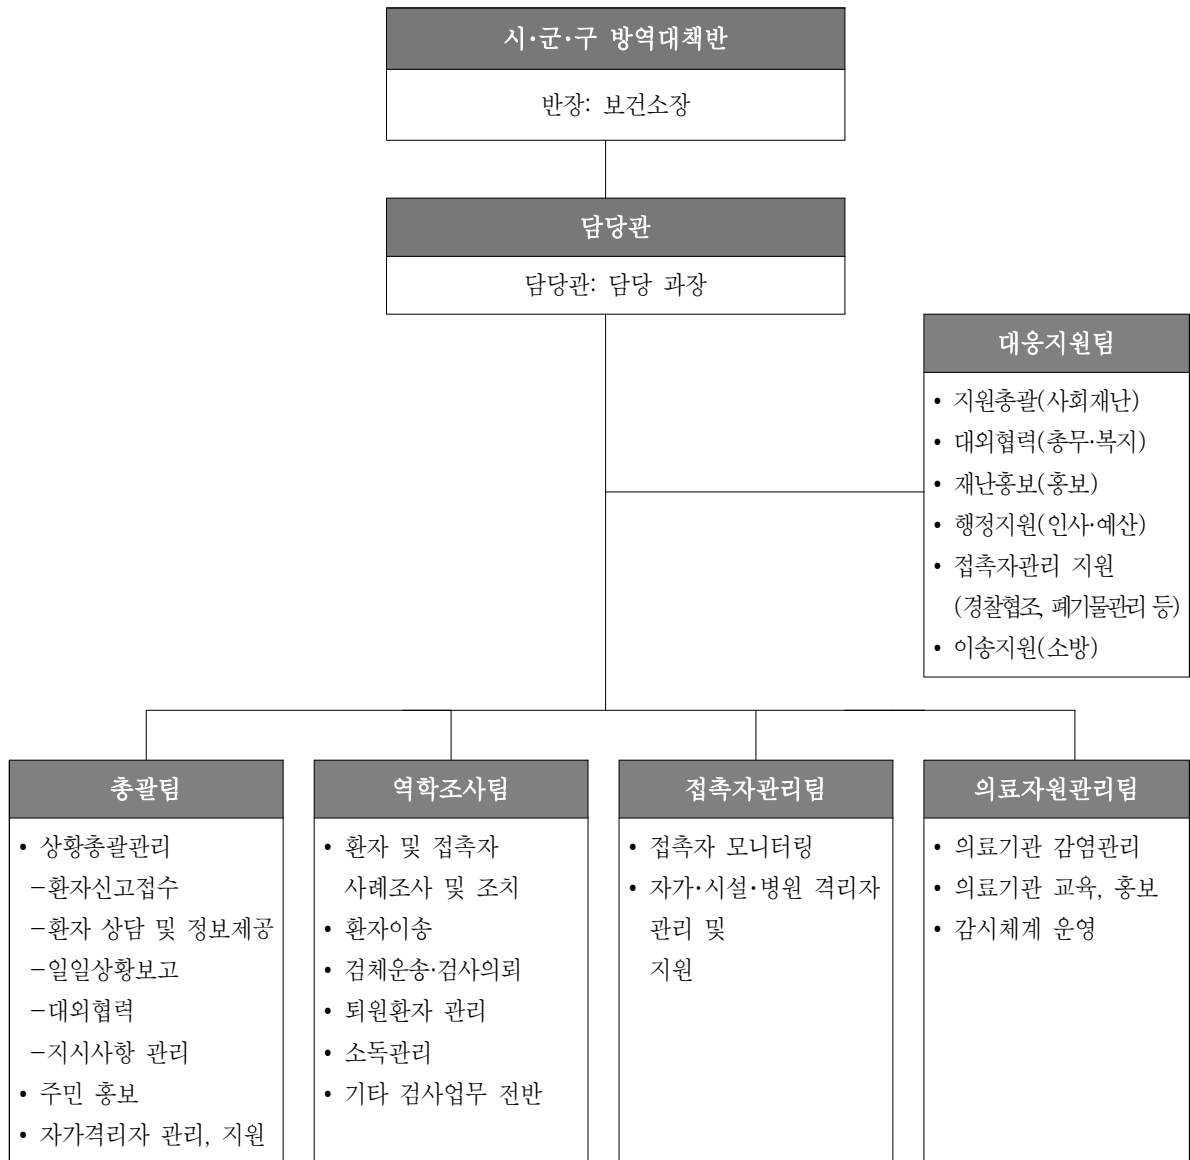 시·군·구 방역대책반
반장: 보건소장
담당관
담당관: 담당 과장
대응지원팀
• 지원총괄(사회재난)
• 대외협력(총무·복지)
• 재난홍보(홍보)
• 행정지원(인사·예산)
• 접촉자관리 지원
(경찰협조, 폐기물관리 등)
• 이송지원(소방)
총괄팀
• 상황총괄관리
-환자신고접수
-환자 상담 및 정보제공
-일일상황보고
-대외협력
-지시사항 관리
• 주민 홍보
• 자가격리자 관리, 지원
역학조사팀
• 환자 및 접촉자
사례조사 및 조치
• 환자이송
• 검체운송·검사의뢰
• 퇴원환자 관리
• 소독관리
• 기타 검사업무 전반
접촉자관리팀
• 접촉자 모니터링
• 자가·시설·병원 격리자
관리 및
지원
의료자원관리팀
• 의료기관 감염관리
• 의료기관 교육, 홍보
• 감시체계 운영